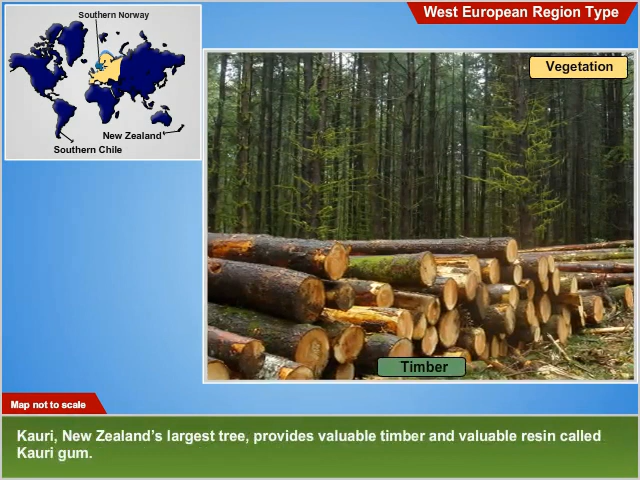 West European Region Type
Southern Norway
Vegetation
New Zealand
Southern Chile
Timber
Map not to scale
Kauri, New Zealand's largest tree, provides valuable timber and valuable resin called
Kauri gum.